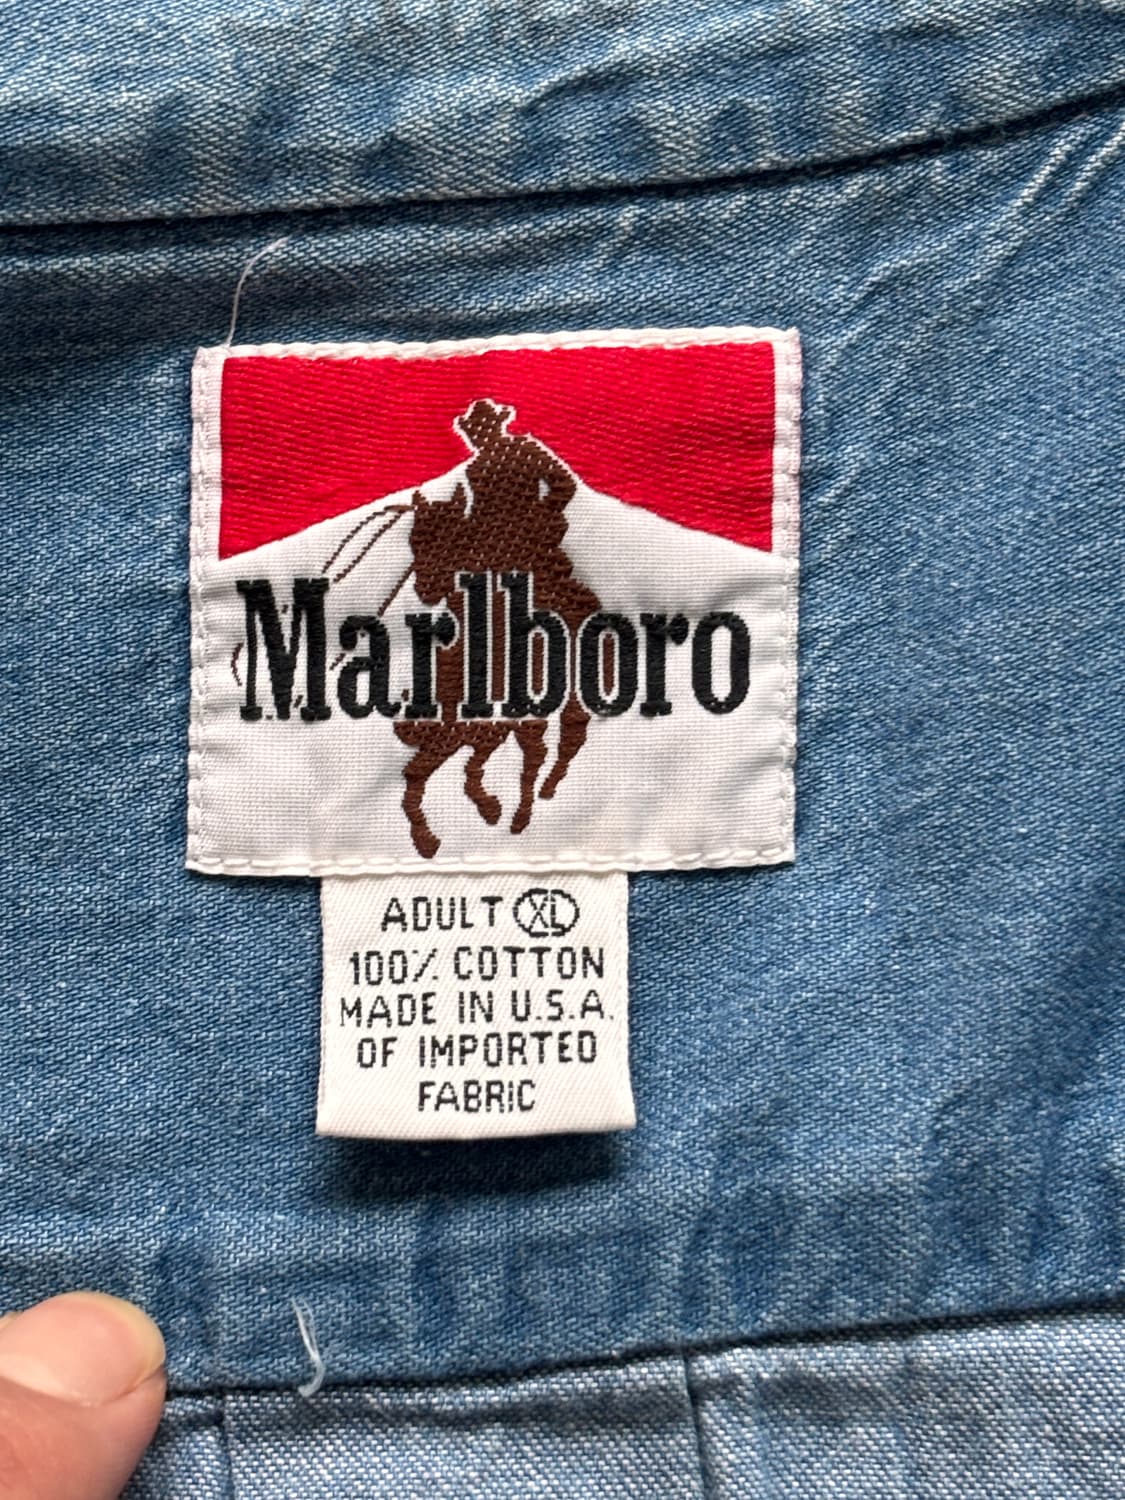 Marlboro
ADULT XL
100% COTTON
MADE IN U.S.A.
OF IMPORTED
FABRIC